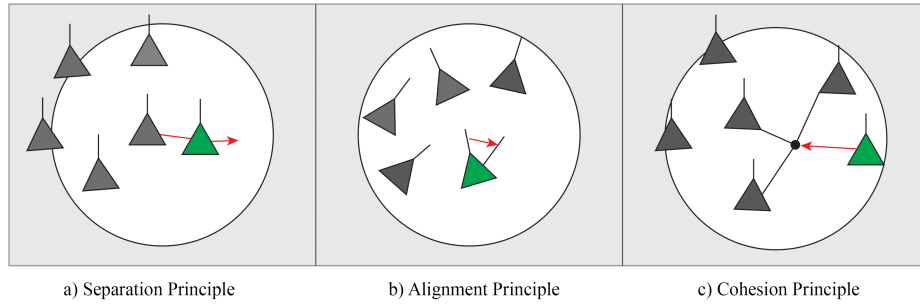 a) Separation Principle
b) Alignment Principle
c) Cohesion Principle